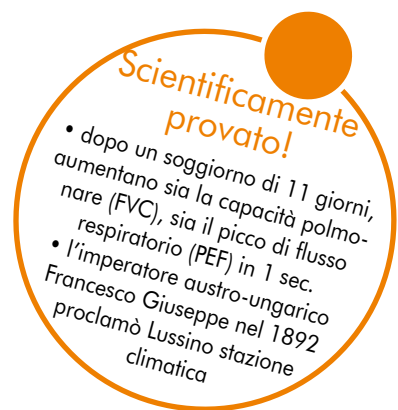 Scientificamente
provato!
• dopo un soggiorno di 11 giorni,
aumentano sia la capacità polmo-
nare (FVC), sia il picco di flusso
respiratorio (PEF) in 1 sec.
• l'imperatore austro-ungarico
Francesco Giuseppe nel 1892
proclamò Lussino stazione
climatica